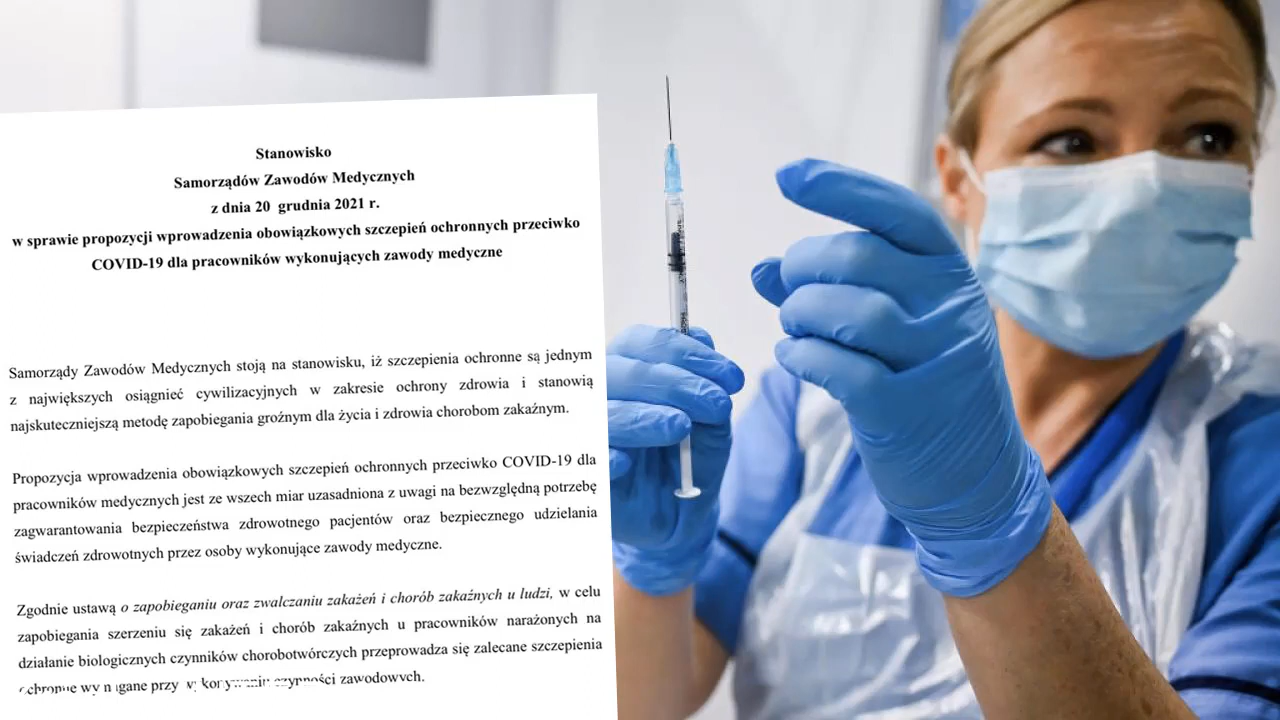 Stanowisko
Samorządów Zawodów Medycznych
z dnia 20 grudnia 2021 r.
w sprawie propozycji wprowadzenia obowiązkowych szczepień ochronnych przeciwko
COVID-19 dla pracowników wykonujących zawody medyczne
Samorządy Zawodów Medycznych stoją na stanowisku, iż szczepienia ochronne są jednym
z największych osiągnieć cywilizacyjnych w zakresie ochrony zdrowia i stanowią
najskuteczniejszą metodę zapobiegania groźnym dla życia i zdrowia chorobom zakaźnym.
Propozycja wprowadzenia obowiązkowych szczepień ochronnych przeciwko COVID-19 dla
pracowników medycznych jest ze wszech miar uzasadniona z uwagi na bezwzględną potrzebę
zagwarantowania bezpieczeństwa zdrowotnego pacjentów oraz bezpiecznego udzielania
świadczeń zdrowotnych przez osoby wykonujące zawody medyczne.
Zgodnie ustawą o zapobieganiu oraz zwalczaniu zakażeń i chorób zakaźnych u ludzi, w celu
zapobiegania szerzeniu się zakażeń i chorób zakaźnych u pracowników narażonych na
działanie biologicznych czynników chorobotwórczych przeprowadza się zalecane szczepienia
przy czynności zawodowych.